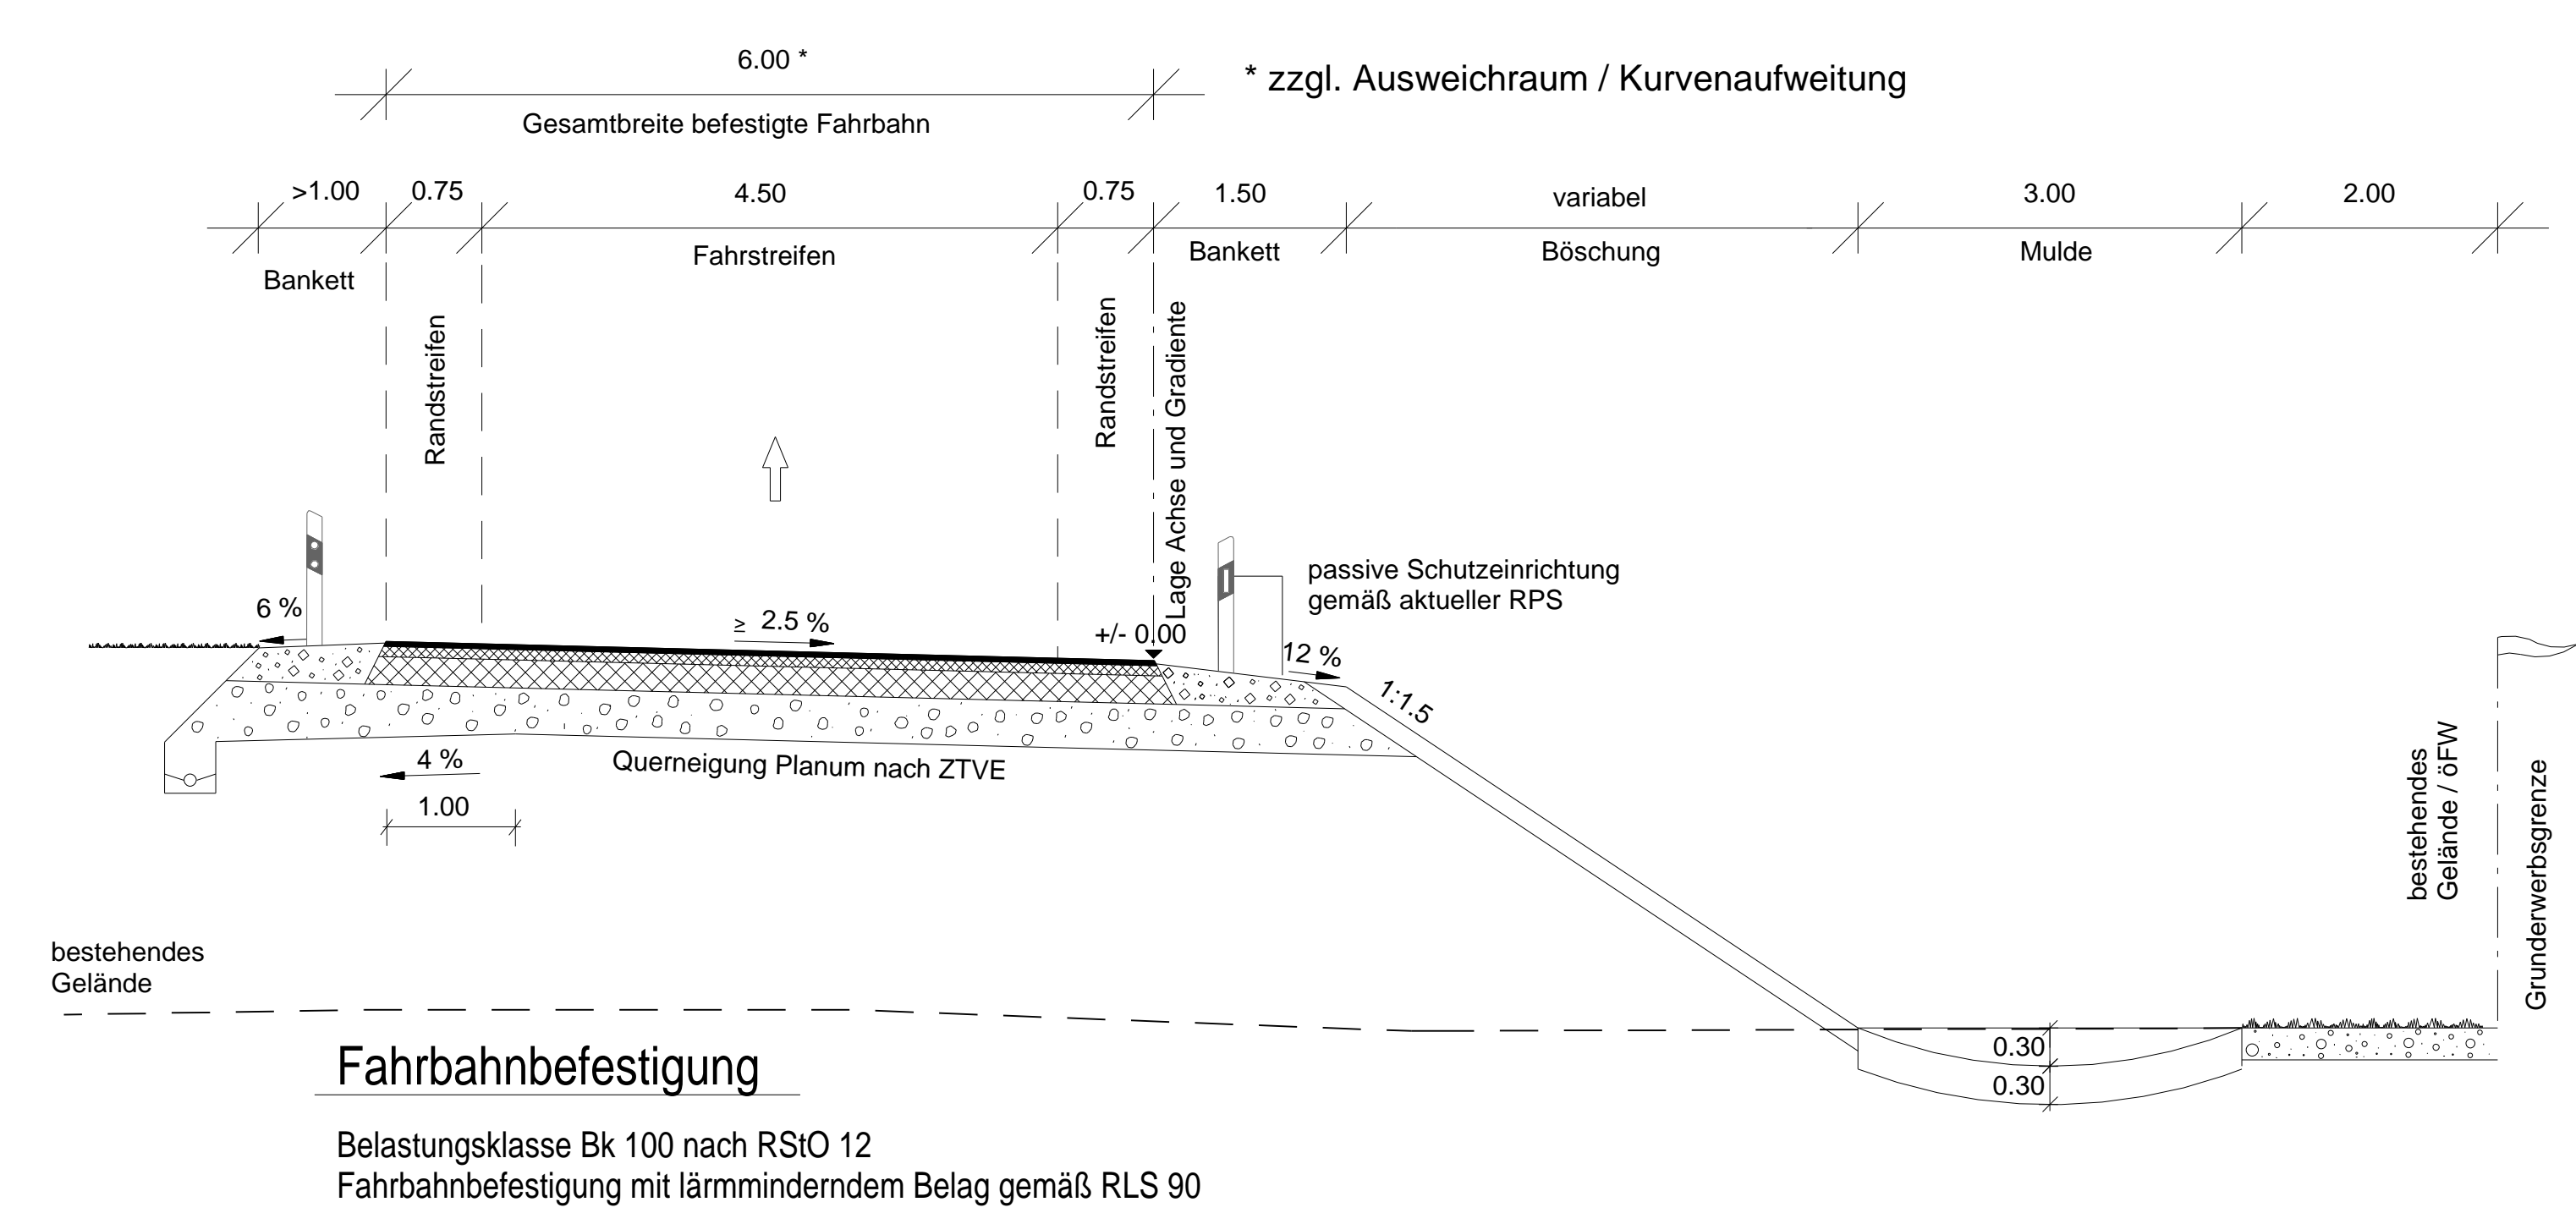 6.00 *
* zzgl. Ausweichraum / Kurvenaufweitung
Gesamtbreite befestigte Fahrbahn
>1.00
0.75
4.50
0.75
1.50
variabel
3.00
2.00
Bankett
Fahrstreifen
Bankett
Böschung
Mulde
Randstreifen
Randstreifen
Lage Achse und Gradiente
passive Schutzeinrichtung
gemäß aktueller RPS
6 %
≥ 2.5 %
+/- 0.00
12 %
1:1.5
4 %
Querneigung Planum nach ZTVE
1.00
bestehendes
Gelände / öFW
Grunderwerbsgrenze
bestehendes
Gelände
0.30
0.30
Fahrbahnbefestigung
Belastungsklasse Bk 100 nach RStO 12
Fahrbahnbefestigung mit lärmminderndem Belag gemäß RLS 90